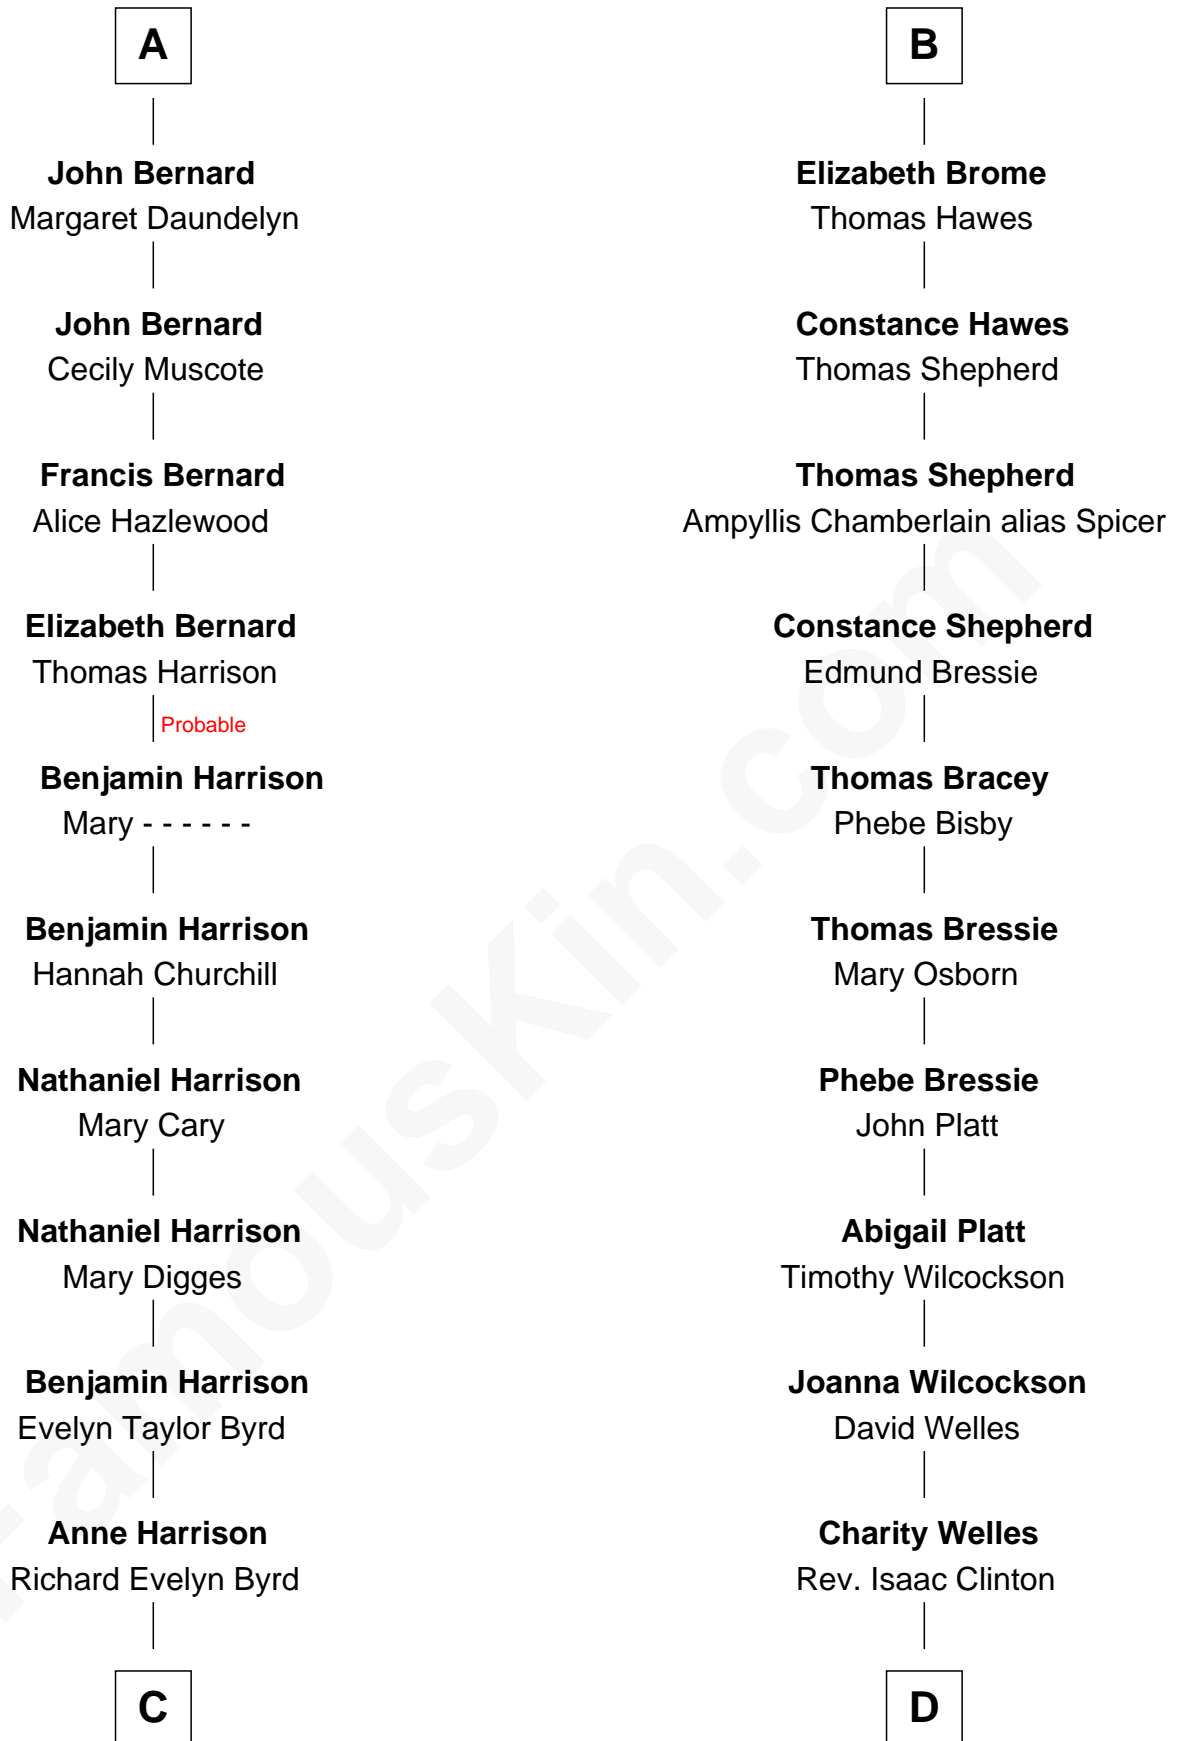 A
John Bernard
Margaret Daundelyn
John Bernard
Cecily Muscote
Francis Bernard
Alice Hazlewood
Elizabeth Bernard
Thomas Harrison
Probable
Benjamin Harrison
Mary - - - - - -
Benjamin Harrison
Hannah Churchill
Nathaniel Harrison
Mary Cary
Nathaniel Harrison
Mary Digges
Benjamin Harrison
Evelyn Taylor Byrd
Anne Harrison
Richard Evelyn Byrd
C
B
Elizabeth Brome
Thomas Hawes
Constance Hawes
Thomas Shepherd
Thomas Shepherd
Ampyllis Chamberlain alias Spicer
Constance Shepherd
Edmund Bressie
Thomas Bracey
Phebe Bisby
Thomas Bressie
Mary Osborn
Phebe Bressie
John Platt
Abigail Platt
Timothy Wilcockson
Joanna Wilcockson
David Welles
Charity Welles
Rev. Isaac Clinton
D
FamousKin.com